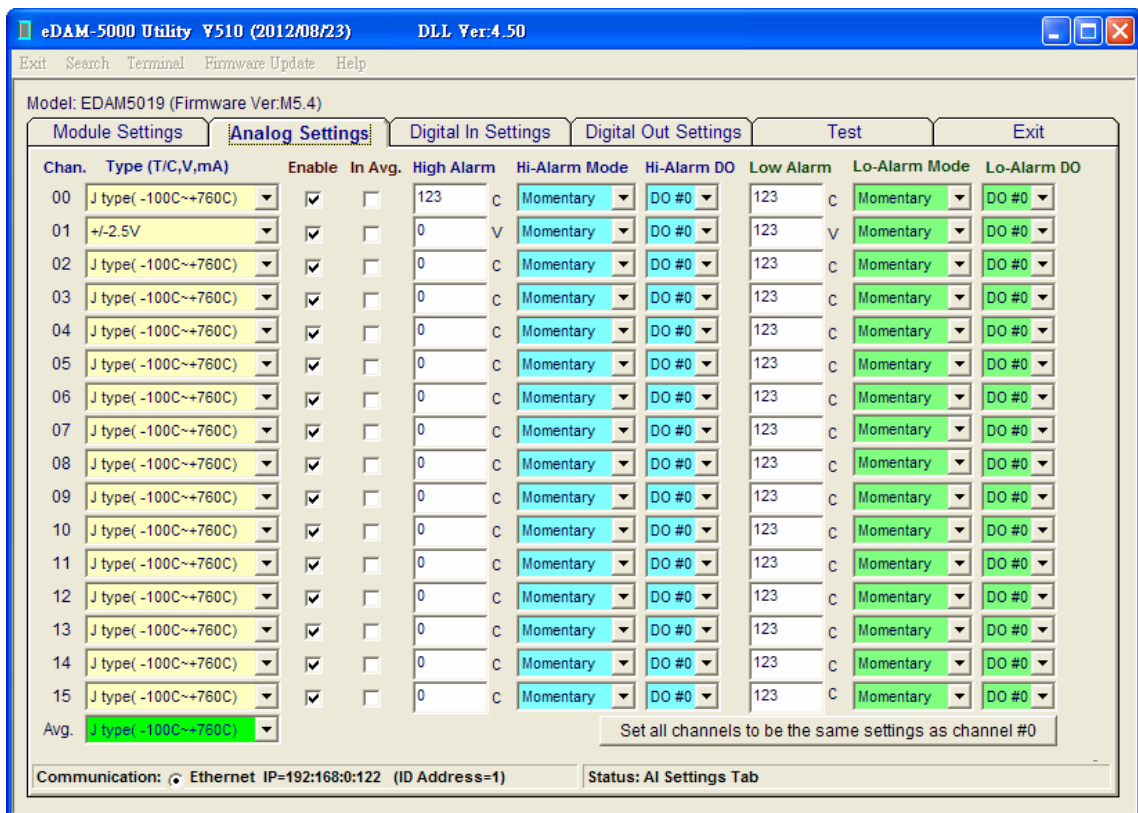 eDAM-5000 Utility V510 (2012/08/23) DLL Ver:4.50
Exit Search Terminal Firmware Update Help
Model: EDAM5019 (Firmware Ver:M5.4)
Module Settings Analog Settings Digital In Settings Digital Out Settings Test Exit
Chan. Type (T/C,V,mA) Enable In Avg. High Alarm Hi-Alarm Mode Hi-Alarm DO Low Alarm Lo-Alarm Mode Lo-Alarm DO
00 J type( -100C~+760C) 123 C Momentary DO #0 123 C Momentary DO #0
01 +/-2.5V 0 V Momentary DO #0 123 V Momentary DO #0
02 J type( -100C~+760C) 0 C Momentary DO #0 123 C Momentary DO #0
03 J type( -100C~+760C) 0 C Momentary DO #0 123 C Momentary DO #0
04 J type( -100C~+760C) 0 C Momentary DO #0 123 C Momentary DO #0
05 J type( -100C~+760C) 0 C Momentary DO #0 123 C Momentary DO #0
06 J type( -100C~+760C) 0 C Momentary DO #0 123 C Momentary DO #0
07 J type( -100C~+760C) 0 C Momentary DO #0 123 C Momentary DO #0
08 J type( -100C~+760C) 0 C Momentary DO #0 123 C Momentary DO #0
09 J type( -100C~+760C) 0 C Momentary DO #0 123 C Momentary DO #0
10 J type( -100C~+760C) 0 C Momentary DO #0 123 C Momentary DO #0
11 J type( -100C~+760C) 0 C Momentary DO #0 123 C Momentary DO #0
12 J type( -100C~+760C) 0 C Momentary DO #0 123 C Momentary DO #0
13 J type( -100C~+760C) 0 C Momentary DO #0 123 C Momentary DO #0
14 J type( -100C~+760C) 0 C Momentary DO #0 123 C Momentary DO #0
15 J type( -100C~+760C) 0 C Momentary DO #0 123 C Momentary DO #0
Avg. J type( -100C~+760C) Set all channels to be the same settings as channel #0
Communication: Ethernet IP=192:168:0:122 (ID Address=1) Status: AI Settings Tab